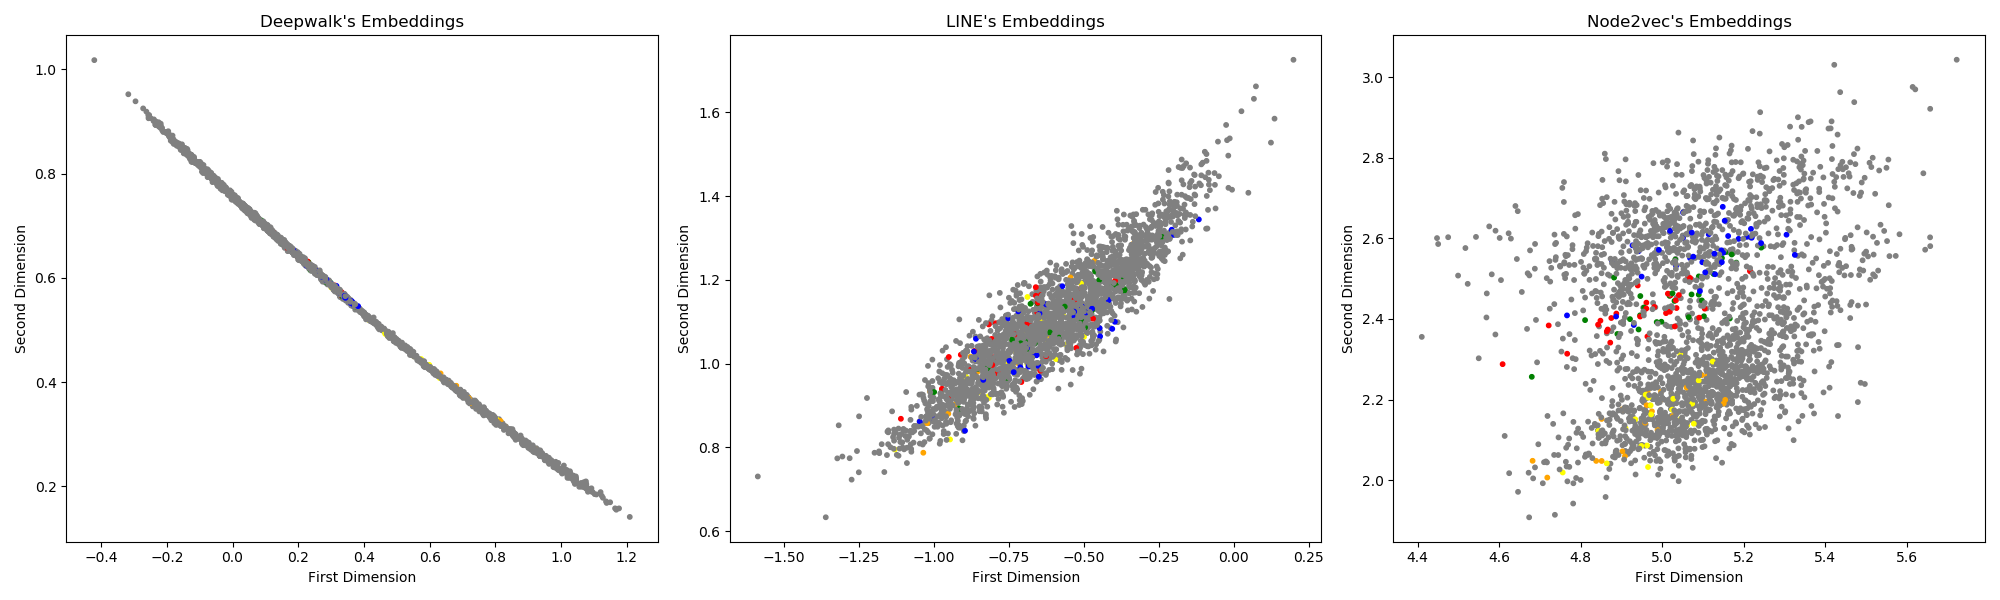 Deepwalk's Embeddings
Second Dimension
1.0
0.8
0.6
0.4
0.2
−0.4 −0.2 0.0 0.2 0.4 0.6 0.8 1.0 1.2
First Dimension
LINE's Embeddings
Second Dimension
1.6
1.4
1.2
1.0
0.8
0.6
−1.50 −1.25 −1.00 −0.75 −0.50 −0.25 0.00 0.25
First Dimension
Node2vec's Embeddings
Second Dimension
3.0
2.8
2.6
2.4
2.2
2.0
4.4 4.6 4.8 5.0 5.2 5.4 5.6
First Dimension